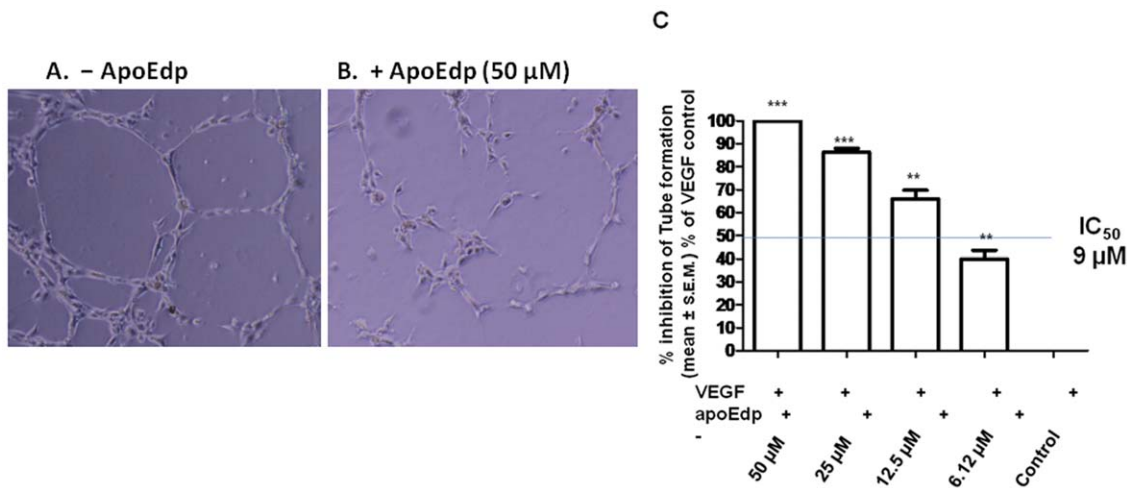 C
A. – ApoEdp
B. + ApoEdp (50 µM)
% inhibition of Tube formation
(mean ± S.E.M.) % of VEGF control
100
90
80
70
60
50
40
30
20
10
0
***
***
**
**
IC50
9 µM
VEGF + + + + +
apoEdp + + + +
-
50 µM
25 µM
12.5 µM
6.12 µM
Control